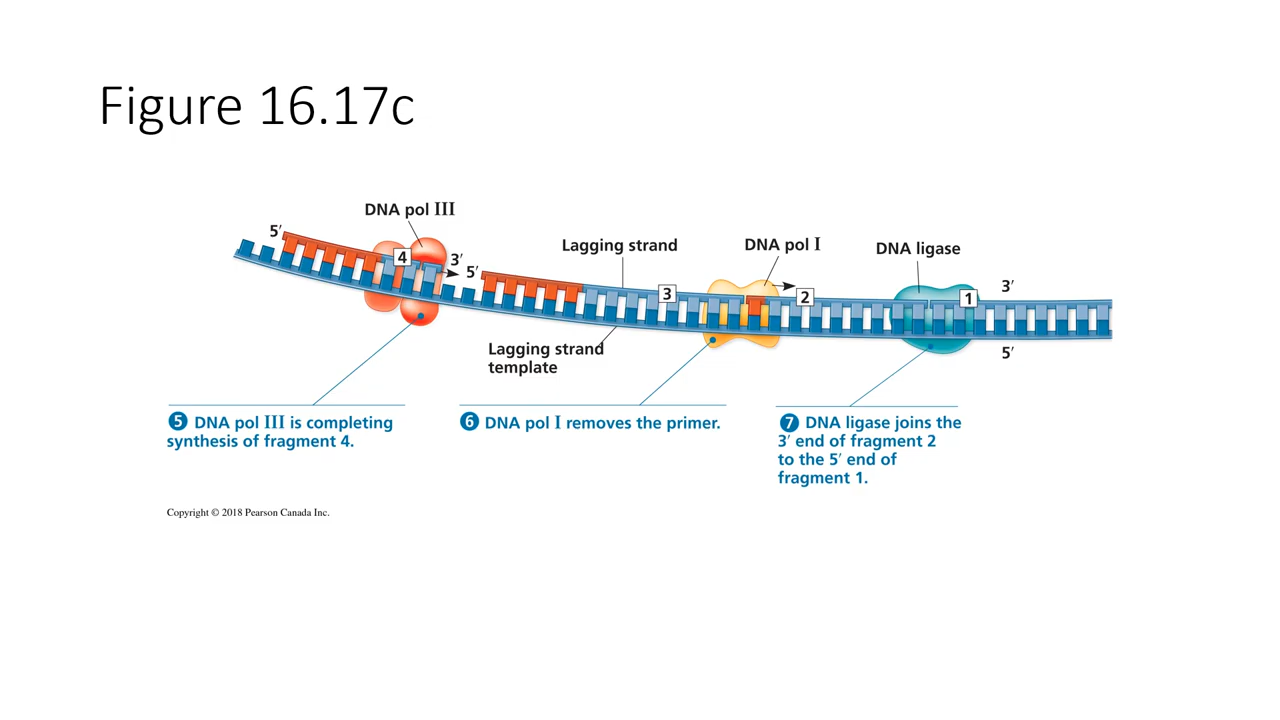 Figure 16.17c
DNA pol III
5′
4
3′
5′
Lagging strand
DNA pol I
DNA ligase
3
2
1
3′
5′
Lagging strand
template
5 DNA pol III is completing
synthesis of fragment 4.
6 DNA pol I removes the primer.
7 DNA ligase joins the
3′ end of fragment 2
to the 5′ end of
fragment 1.
Copyright © 2018 Pearson Canada Inc.